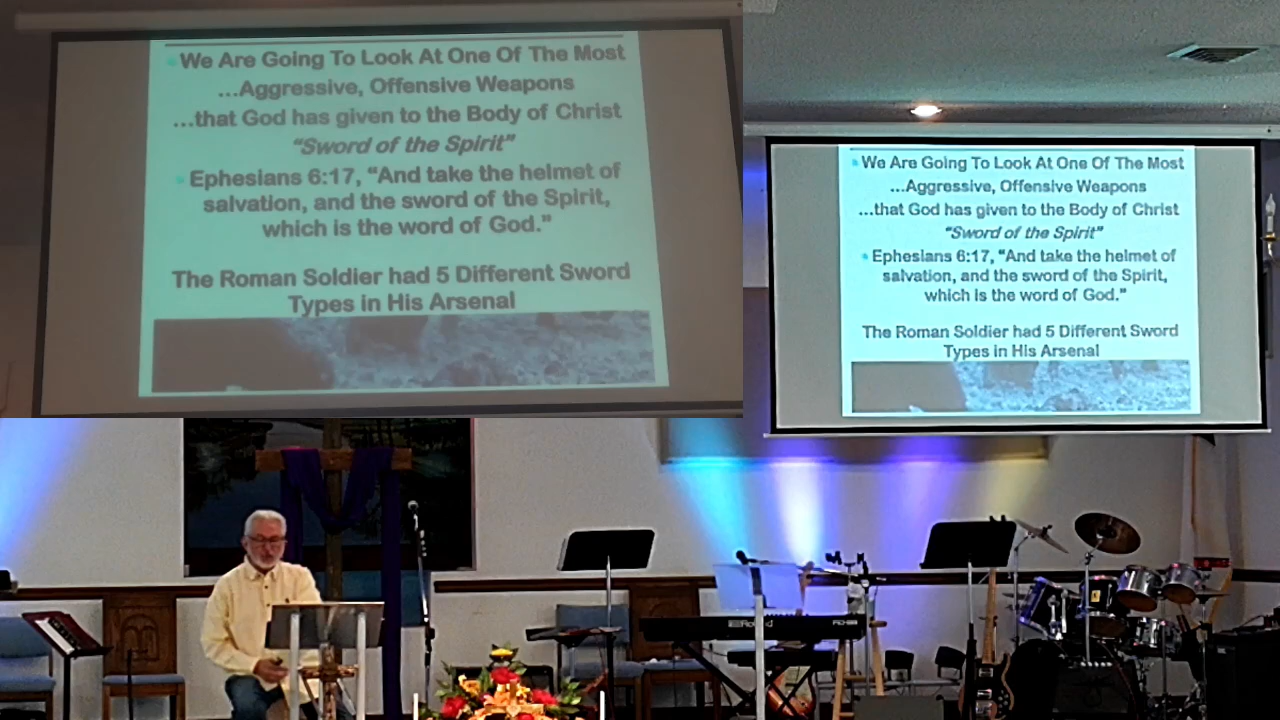 We Are Going To Look At One Of The Most
...Aggressive, Offensive Weapons
...that God has given to the Body of Christ
"Sword of the Spirit"
Ephesians 6:17, "And take the helmet of
salvation, and the sword of the Spirit,
which is the word of God."
The Roman Soldier had 5 Different Sword
Types in His Arsenal
We Are Going To Look At One Of The Most
...Aggressive, Offensive Weapons
...that God has given to the Body of Christ
"Sword of the Spirit"
Ephesians 6:17, "And take the helmet of
salvation, and the sword of the Spirit,
which is the word of God."
The Roman Soldier had 5 Different Sword
Types in His Arsenal
Roland